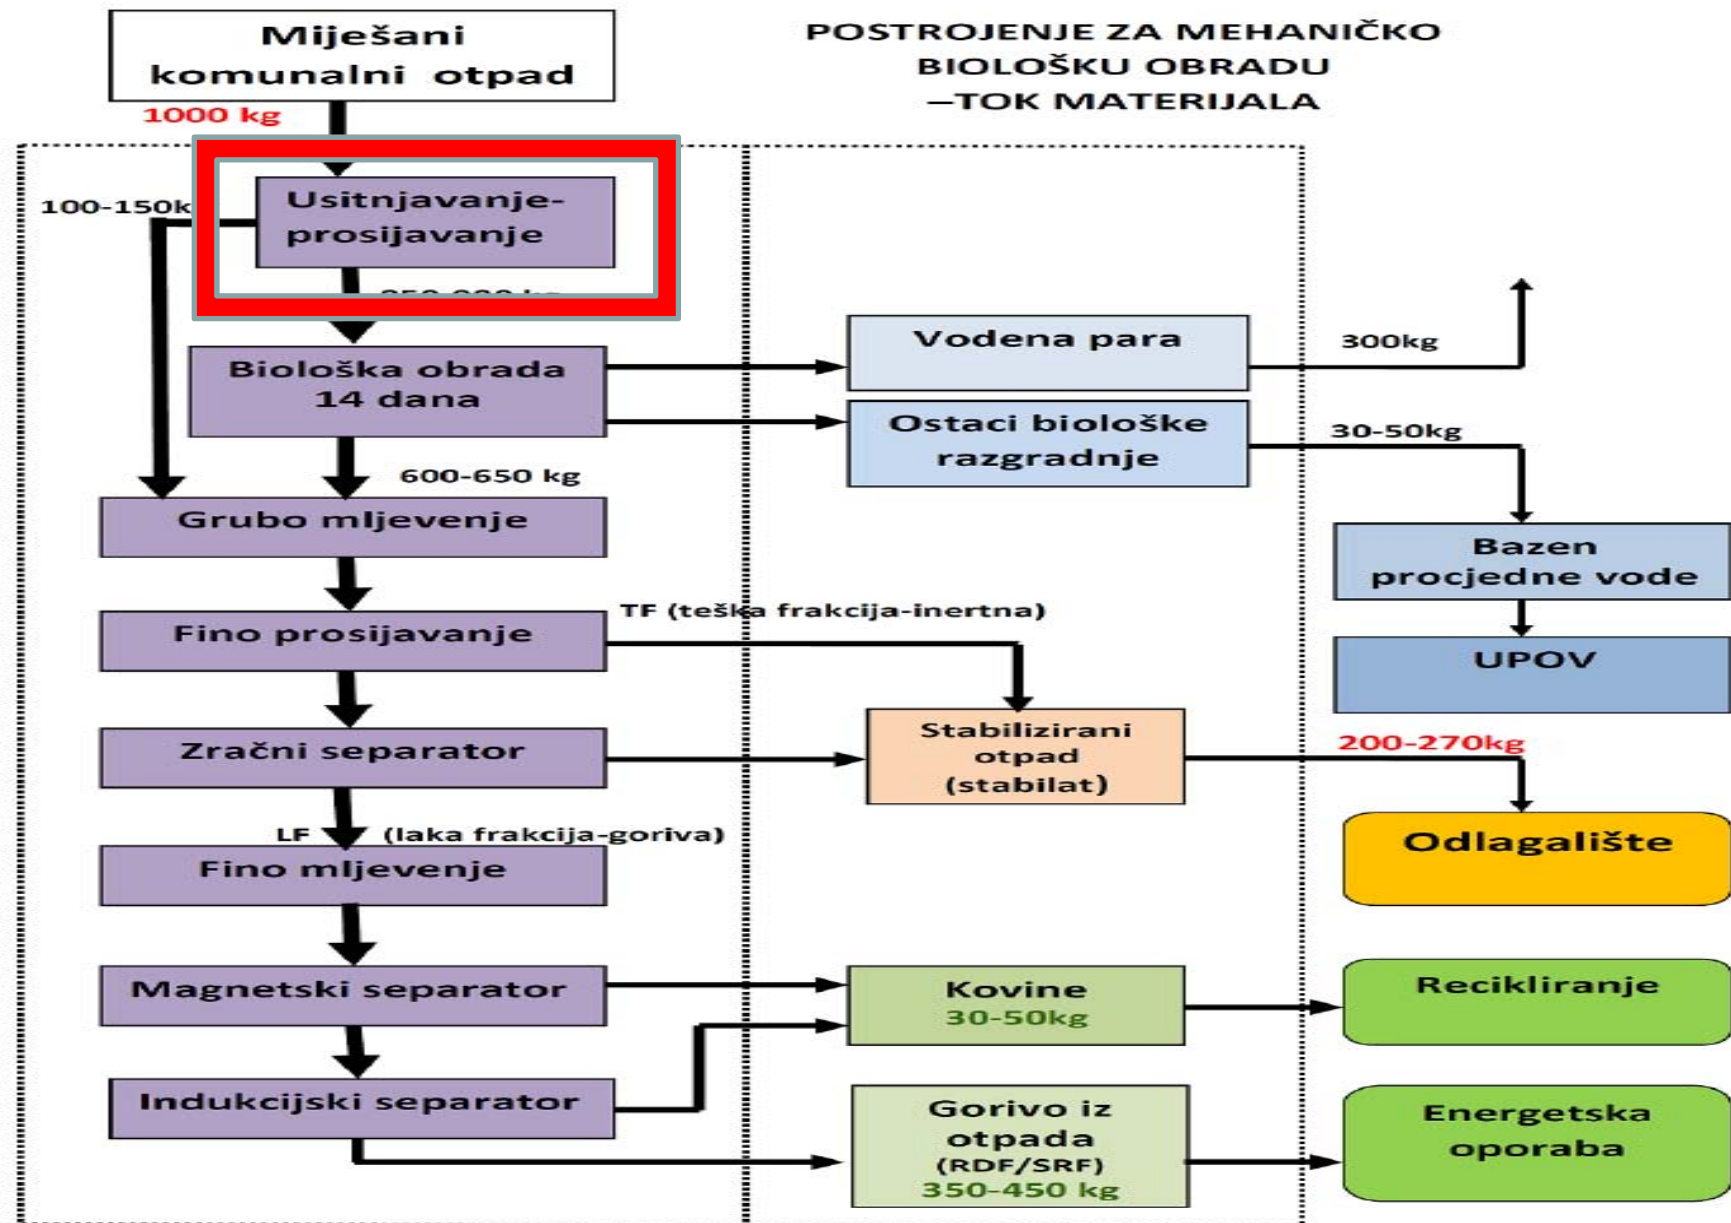 Miješani
komunalni otpad
POSTROJENJE ZA MEHANIČKO
BIOLOŠKU OBRADU
–TOK MATERIJALA
1000 kg
100-150k
Usitnjavanje-
prosijavanje
Biološka obrada
14 dana
Vodena para
300kg
Ostaci biološke
razgradnje
30-50kg
600-650 kg
Grubo mljevenje
Bazen
procjedne vode
Fino prosijavanje
TF (teška frakcija-inertna)
UPOV
Zračni separator
Stabilizirani
otpad
(stabilat)
200-270kg
LF (laka frakcija-goriva)
Odlagalište
Fino mljevenje
Magnetski separator
Kovine
30-50kg
Recikliranje
Indukcijski separator
Gorivo iz
otpada
(RDF/SRF)
350-450 kg
Energetska
oporaba